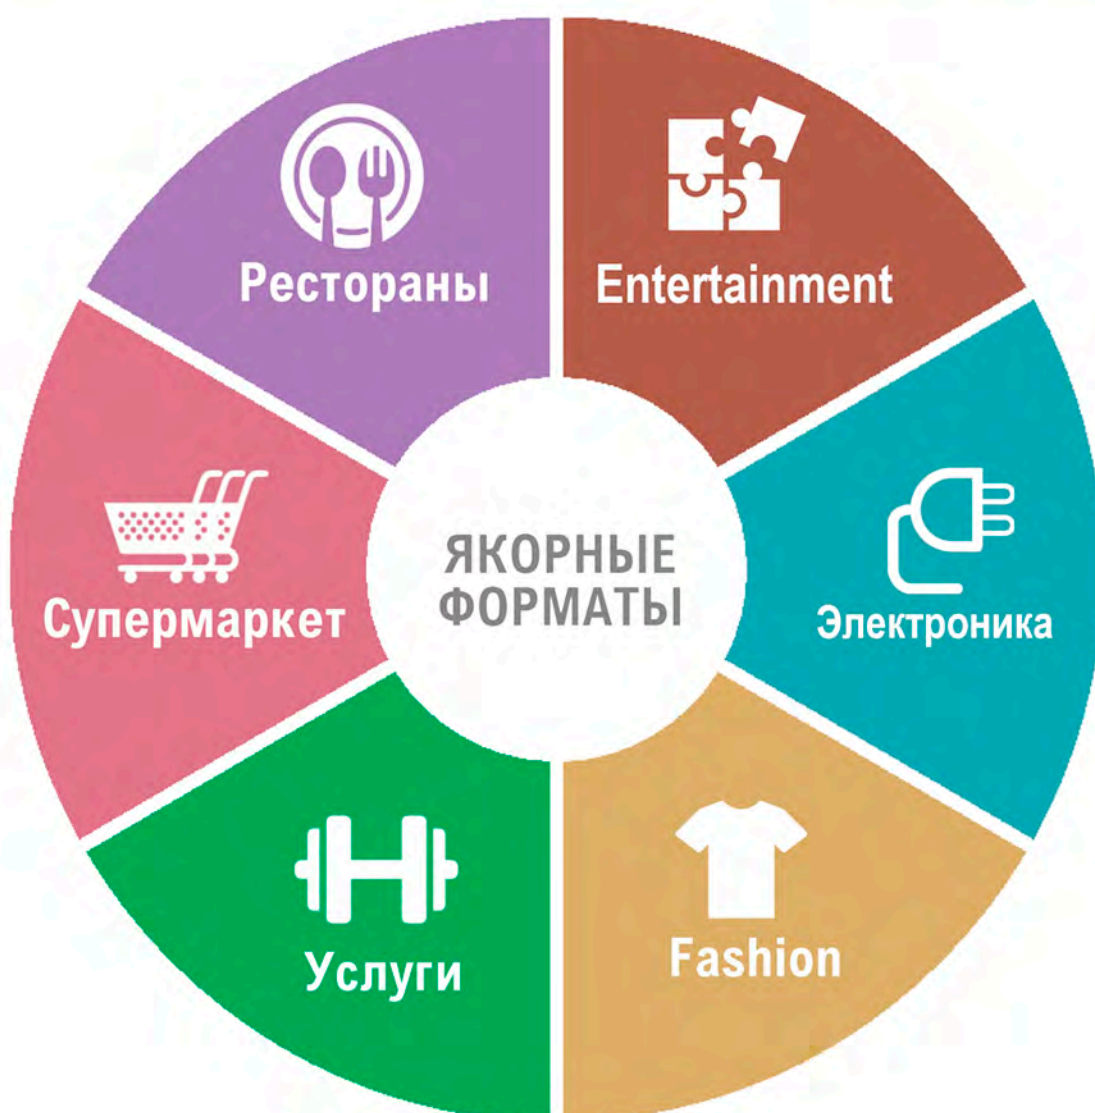 Рестораны
Entertainment
ЯКОРНЫЕ
ФОРМАТЫ
Супермаркет
Электроника
Услуги
Fashion